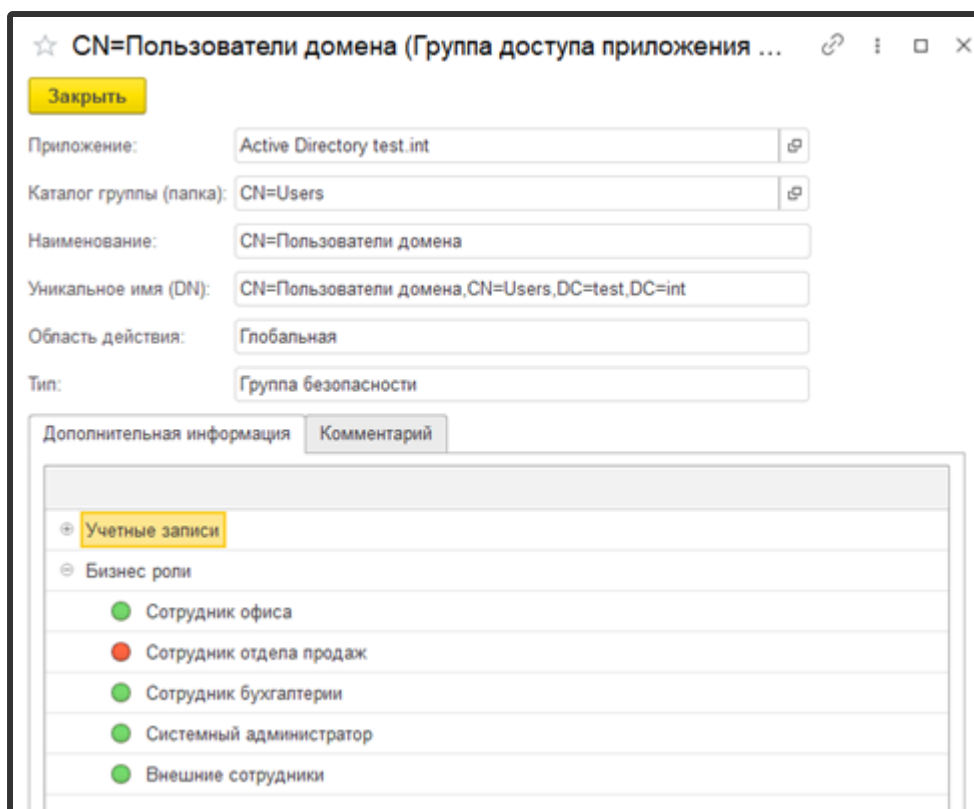 CN=Пользователи домена (Группа доступа приложения ...
Закрыть
Приложение: Active Directory test.int
Каталог группы (папка): CN=Users
Наименование: CN=Пользователи домена
Уникальное имя (DN): CN=Пользователи домена,CN=Users,DC=test,DC=int
Область действия: Глобальная
Тип: Группа безопасности
Дополнительная информация Комментарий
Учетные записи
Бизнес роли
Сотрудник офиса
Сотрудник отдела продаж
Сотрудник бухгалтерии
Системный администратор
Внешние сотрудники